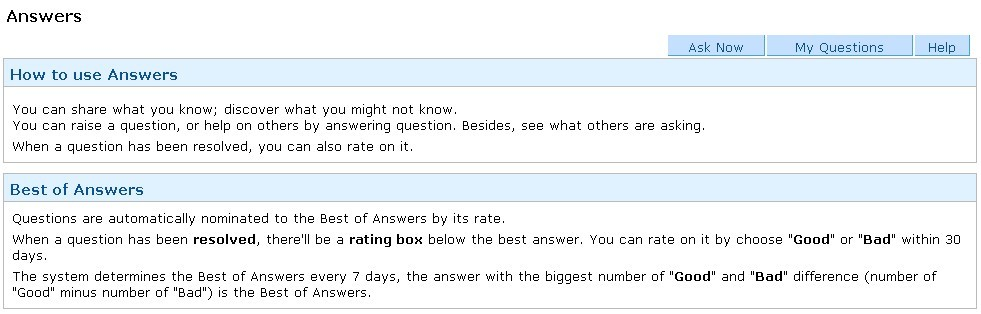 Answers
Ask Now
My Questions
Help
How to use Answers
You can share what you know; discover what you might not know.
You can raise a question, or help on others by answering question. Besides, see what others are asking.
When a question has been resolved, you can also rate on it.
Best of Answers
Questions are automatically nominated to the Best of Answers by its rate.
When a question has been resolved, there'll be a rating box below the best answer. You can rate on it by choose "Good" or "Bad" within 30
days.
The system determines the Best of Answers every 7 days, the answer with the biggest number of "Good" and "Bad" difference (number of
"Good" minus number of "Bad") is the Best of Answers.